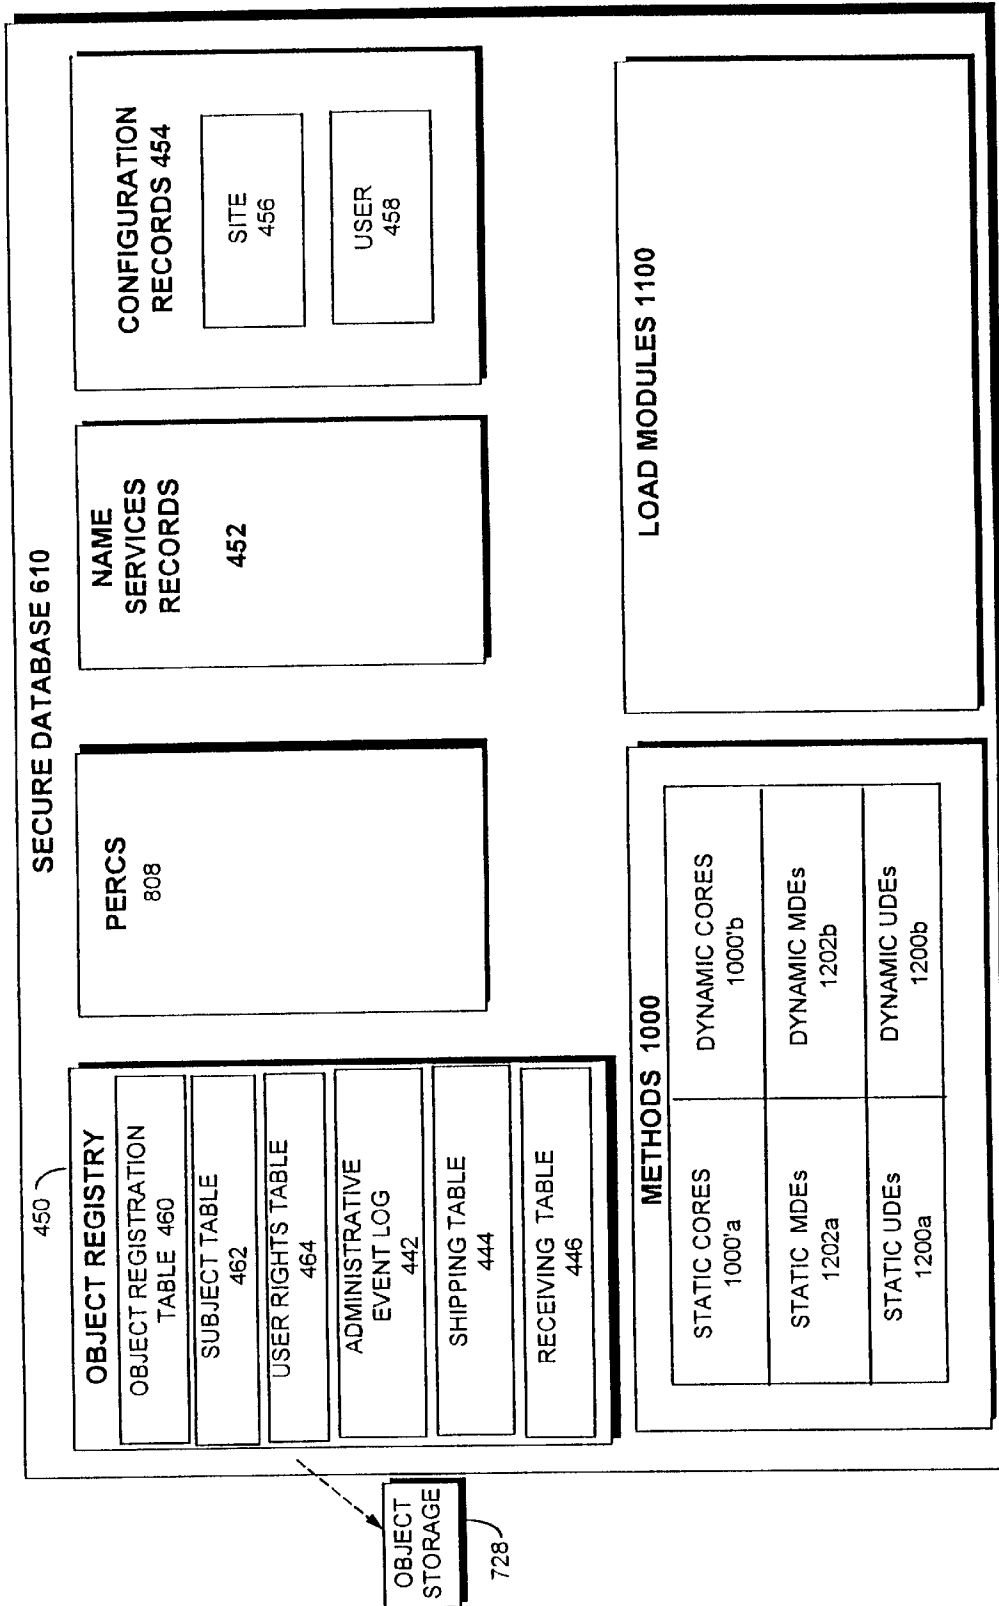 SECURE DATABASE 610
450
OBJECT REGISTRY
OBJECT REGISTRATION
TABLE 460
SUBJECT TABLE
462
USER RIGHTS TABLE
464
ADMINISTRATIVE
EVENT LOG
442
SHIPPING TABLE
444
RECEIVING TABLE
446
PERCS
808
NAME
SERVICES
RECORDS
452
CONFIGURATION
RECORDS 454
SITE
456
USER
458
OBJECT
STORAGE
728
METHODS 1000
STATIC CORES
1000'a
DYNAMIC CORES
1000'b
STATIC MDEs
1202a
DYNAMIC MDEs
1202b
STATIC UDEs
1200a
DYNAMIC UDEs
1200b
LOAD MODULES 1100